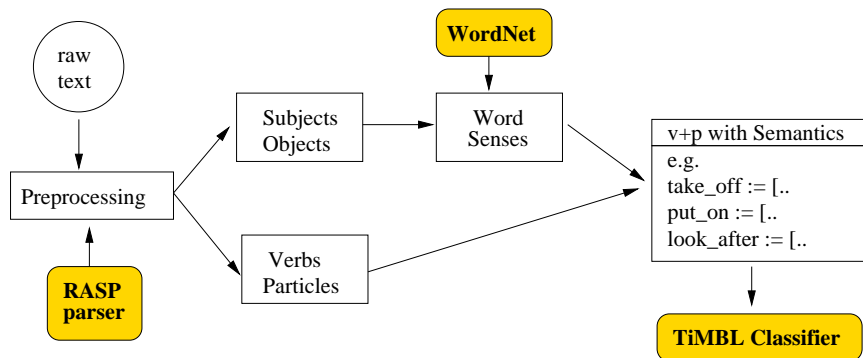 raw
text
Preprocessing
RASP
parser
Subjects
Objects
Verbs
Particles
WordNet
Word
Senses
v+p with Semantics
e.g.
take_off := [..
put_on := [..
look_after := [..
TiMBL Classifier